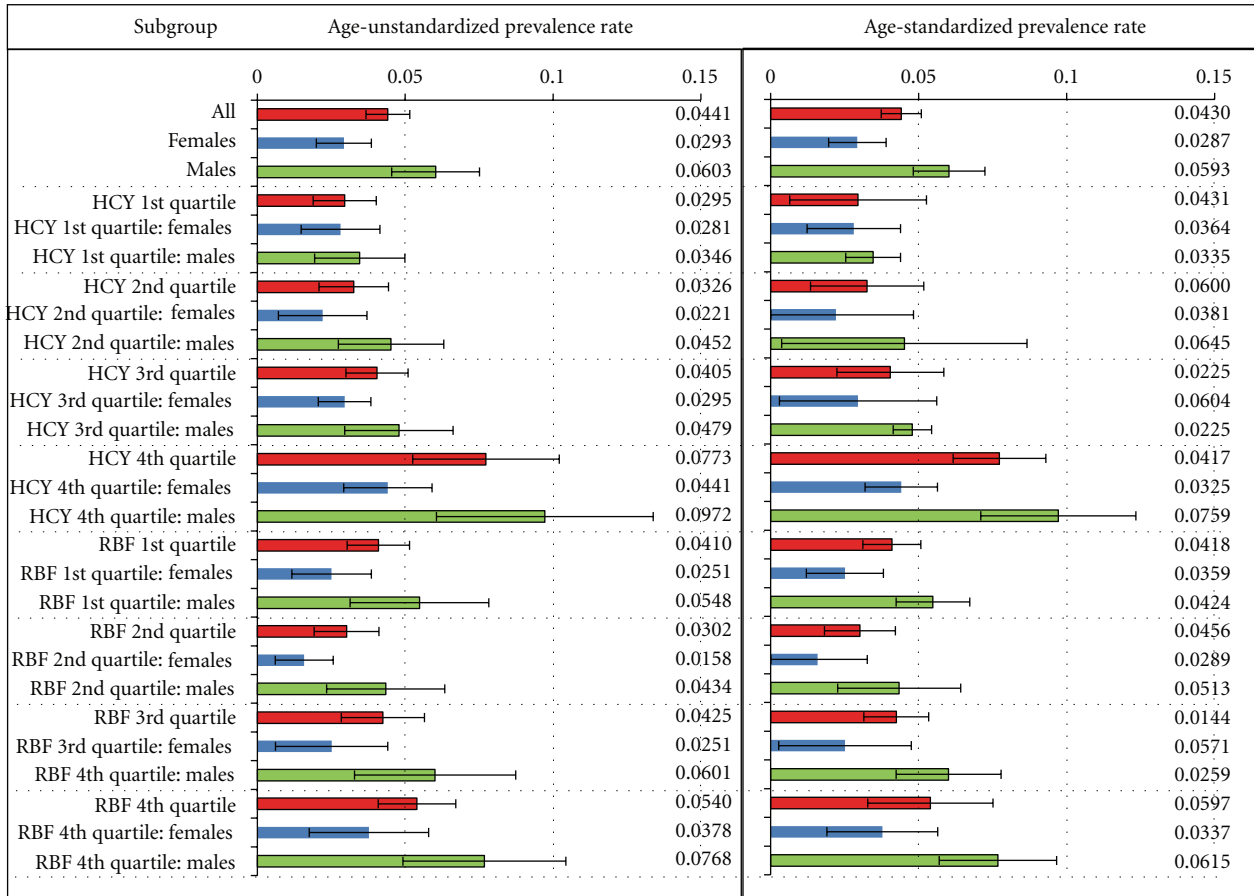 Subgroup Age-unstandardized prevalence rate Age-standardized prevalence rate
0 0.05 0.1 0.15 0 0.05 0.1 0.15
All 0.0441 0.0430
Females 0.0293 0.0287
Males 0.0603 0.0593
HCY 1st quartile 0.0295 0.0431
HCY 1st quartile: females 0.0281 0.0364
HCY 1st quartile: males 0.0346 0.0335
HCY 2nd quartile 0.0326 0.0600
HCY 2nd quartile: females 0.0221 0.0381
HCY 2nd quartile: males 0.0452 0.0645
HCY 3rd quartile 0.0405 0.0225
HCY 3rd quartile: females 0.0295 0.0604
HCY 3rd quartile: males 0.0479 0.0225
HCY 4th quartile 0.0773 0.0417
HCY 4th quartile: females 0.0441 0.0325
HCY 4th quartile: males 0.0972 0.0759
RBF 1st quartile 0.0410 0.0418
RBF 1st quartile: females 0.0251 0.0359
RBF 1st quartile: males 0.0548 0.0424
RBF 2nd quartile 0.0302 0.0456
RBF 2nd quartile: females 0.0158 0.0289
RBF 2nd quartile: males 0.0434 0.0513
RBF 3rd quartile 0.0425 0.0144
RBF 3rd quartile: females 0.0251 0.0571
RBF 4th quartile: males 0.0601 0.0259
RBF 4th quartile 0.0540 0.0597
RBF 4th quartile: females 0.0378 0.0337
RBF 4th quartile: males 0.0768 0.0615